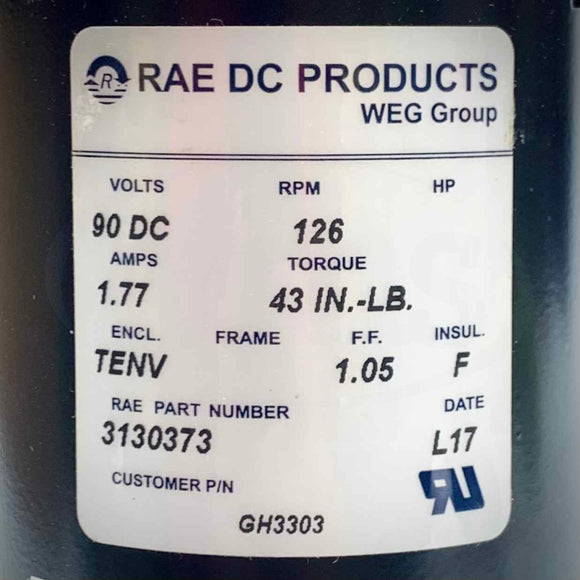 R RAE DC PRODUCTS
WEG Group
VOLTS RPM HP
90 DC 126
AMPS TORQUE
1.77 43 IN.-LB.
ENCL. FRAME F.F. INSUL.
TENV 1.05 F
RAE PART NUMBER DATE
3130373 L17
CUSTOMER P/N
GH3303